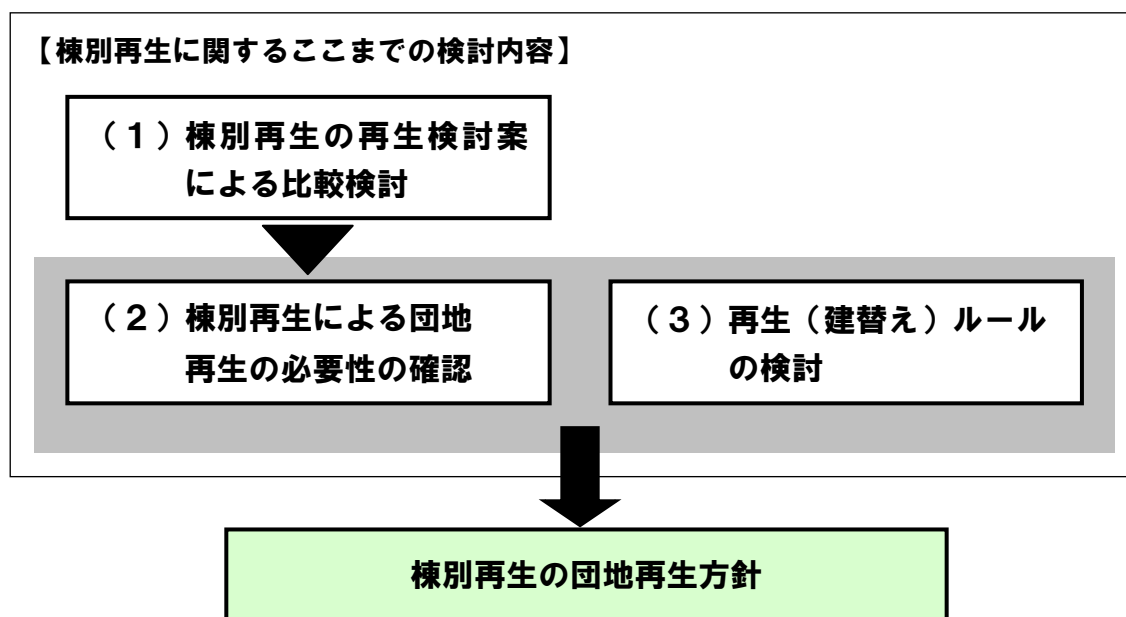 【棟別再生に関するここまでの検討内容】
（１）棟別再生の再生検討案
による比較検討
（２）棟別再生による団地
再生の必要性の確認
（３）再生（建替え）ルール
の検討
棟別再生の団地再生方針